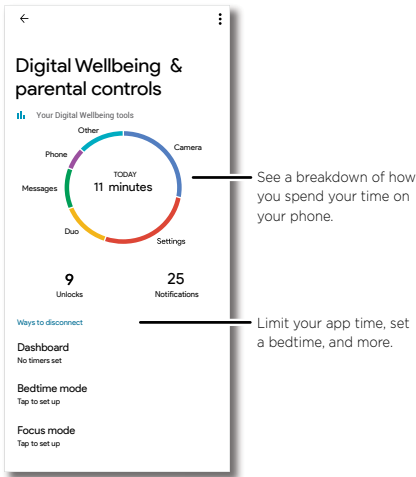 Digital Wellbeing &
parental controls
Your Digital Wellbeing tools
Other
Camera
Phone
TODAY
11 minutes
Messages
Duo
Settings
See a breakdown of how
you spend your time on
your phone.
9
Unlocks
25
Notifications
Ways to disconnect
Limit your app time, set
a bedtime, and more.
Dashboard
No timers set
Bedtime mode
Tap to set up
Focus mode
Tap to set up